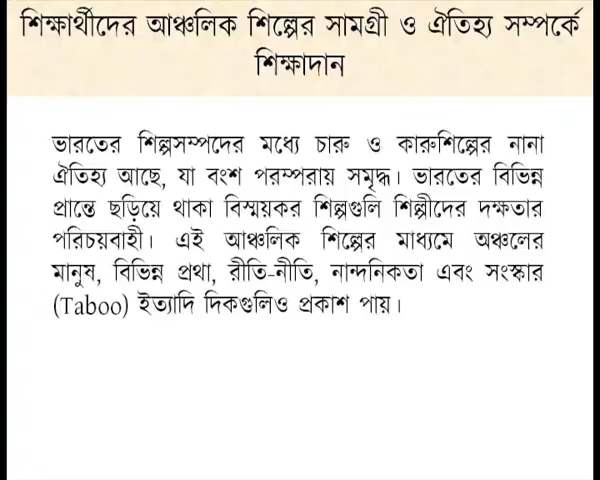 শিক্ষার্থীদের আঞ্চলিক শিল্পের সামগ্রী ও ঐতিহ্য সম্পর্কে
শিক্ষাদান
ভারতের শিল্পসম্পদের মধ্যে চারু ও কারুশিল্পের নানা
ঐতিহ্য আছে, যা বংশ পরম্পরায় সমৃদ্ধ। ভারতের বিভিন্ন
প্রান্তে ছড়িয়ে থাকা বিস্ময়কর শিল্পগুলি শিল্পীদের দক্ষতার
পরিচয়বাহী। এই আঞ্চলিক শিল্পের মাধ্যমে অঞ্চলের
মানুষ, বিভিন্ন প্রথা, রীতি-নীতি, নান্দনিকতা এবং সংস্কার
(Taboo) ইত্যাদি দিকগুলিও প্রকাশ পায়।